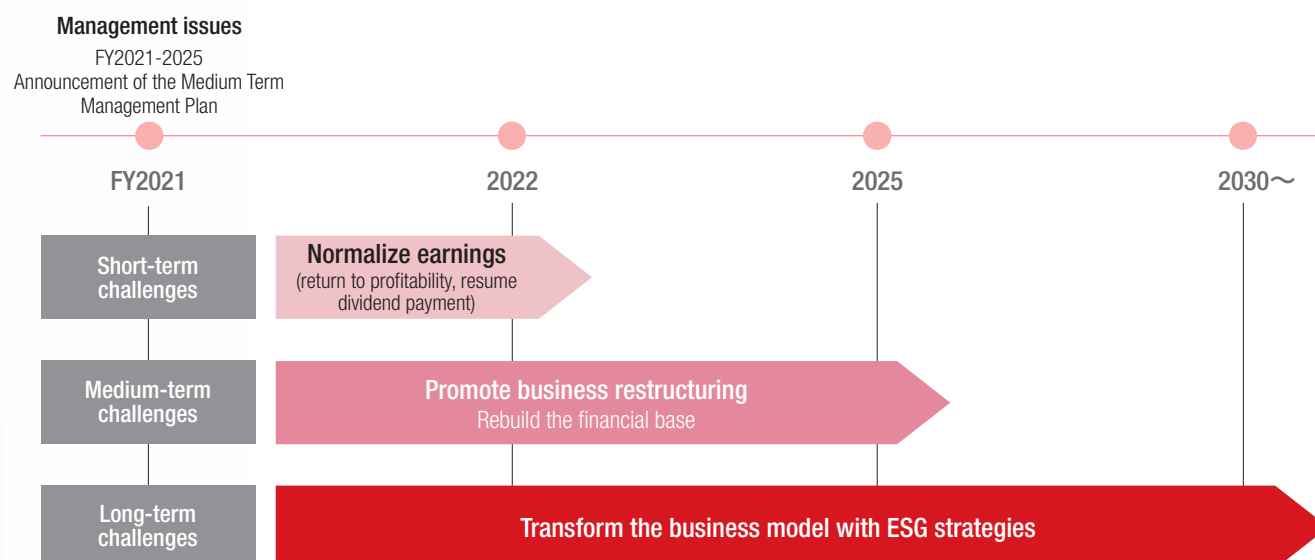 Management issues
FY2021-2025
Announcement of the Medium Term
Management Plan
FY2021
2022
2025
2030～
Short-term
challenges
Normalize earnings
(return to profitability, resume
dividend payment)
Medium-term
challenges
Promote business restructuring
Rebuild the financial base
Long-term
challenges
Transform the business model with ESG strategies